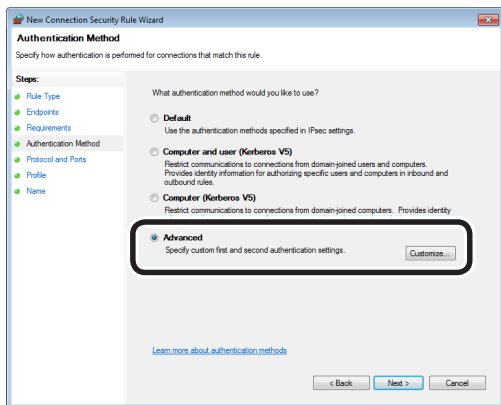 New Connection Security Rule Wizard
Authentication Method
Specify how authentication is performed for connections that match this rule.
Steps:
Rule Type
Endpoints
Requirements
Authentication Method
Protocol and Ports
Profile
Name
What authentication method would you like to use?
Default
Use the authentication methods specified in IPsec settings.
Computer and user (Kerberos V5)
Restrict communications to connections from domain-joined users and computers.
Provides identity information for authorizing specific users and computers in inbound and
outbound rules.
Computer (Kerberos V5)
Restrict communications to connections from domain-joined computers. Provides identity
Advanced
Specify custom first and second authentication settings.
Customize...
Learn more about authentication methods
< Back
Next >
Cancel